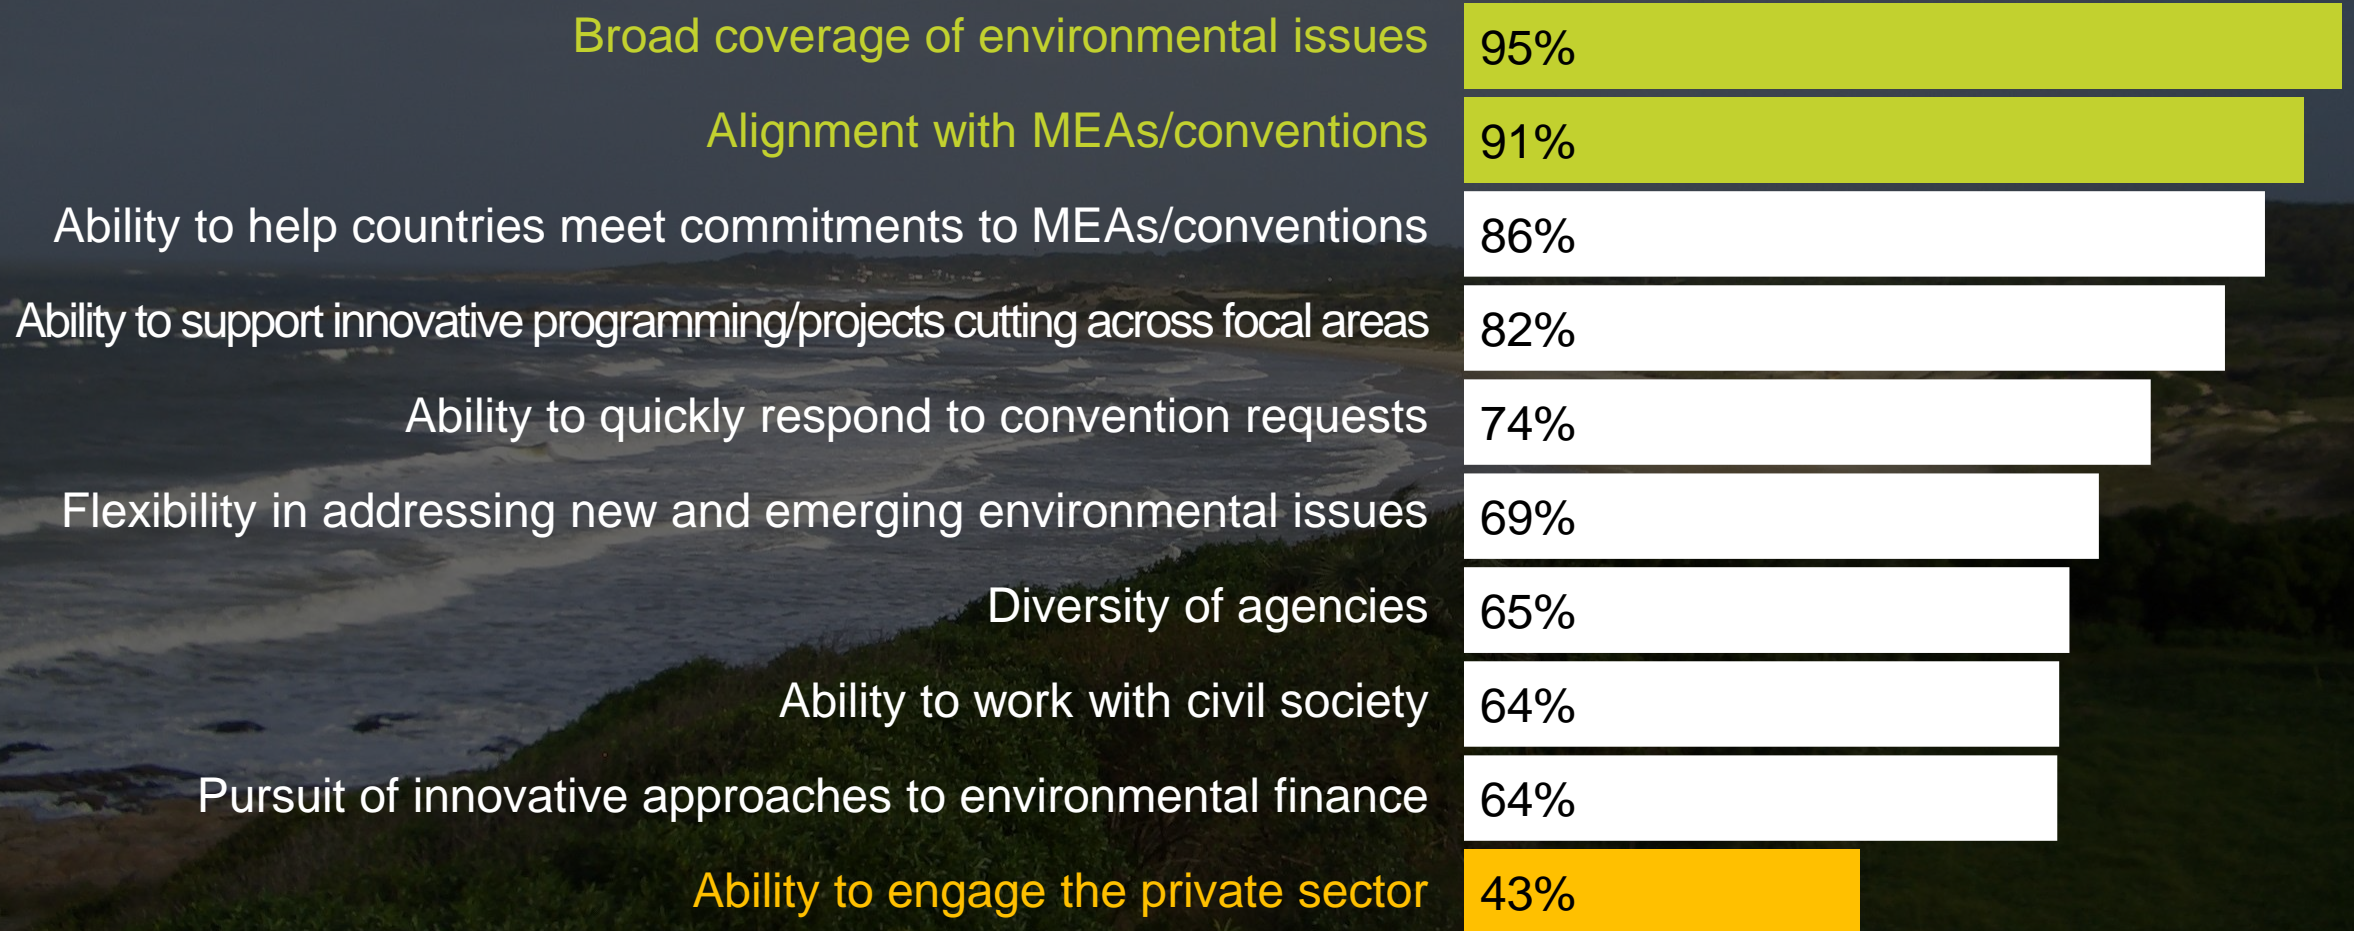 Broad coverage of environmental issues 95%
Alignment with MEAs/conventions 91%
Ability to help countries meet commitments to MEAs/conventions 86%
Ability to support innovative programming/projects cutting across focal areas 82%
Ability to quickly respond to convention requests 74%
Flexibility in addressing new and emerging environmental issues 69%
Diversity of agencies 65%
Ability to work with civil society 64%
Pursuit of innovative approaches to environmental finance 64%
Ability to engage the private sector 43%